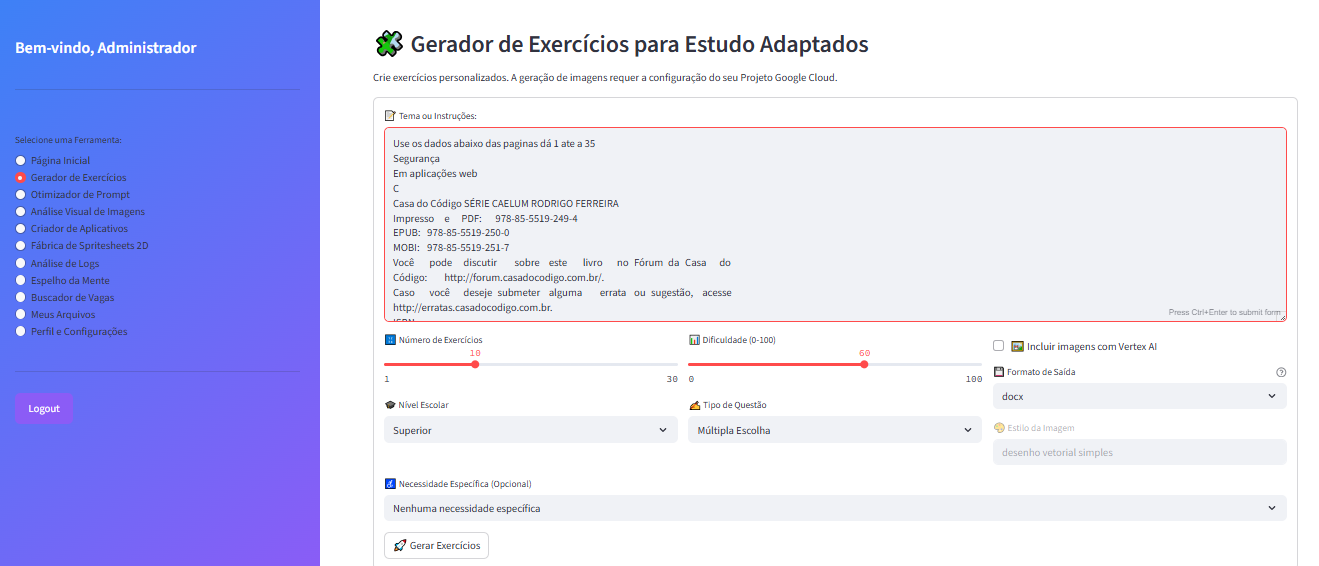 Bem-vindo, Administrador
Selecione uma Ferramenta:
Página Inicial
Gerador de Exercícios
Otimizador de Prompt
Análise Visual de Imagens
Criador de Aplicativos
Fábrica de Spritesheets 2D
Análise de Logs
Espelho da Mente
Buscador de Vagas
Meus Arquivos
Perfil e Configurações
Logout
Gerador de Exercícios para Estudo Adaptados
Crie exercícios personalizados. A geração de imagens requer a configuração do seu Projeto Google Cloud.
Tema ou Instruções:
Use os dados abaixo das paginas dá 1 ate a 35
Segurança
Em aplicações web
C
Casa do Código SÉRIE CAELUM RODRIGO FERREIRA
Impresso e PDF: 978-85-5519-249-4
EPUB: 978-85-5519-250-0
MOBI: 978-85-5519-251-7
Você pode discutir sobre este livro no Fórum da Casa do
Código: http://forum.casadocodigo.com.br/.
Caso você deseje submeter alguma errata ou sugestão, acesse
http://erratas.casadocodigo.com.br.
Press Ctrl+Enter to submit form
Número de Exercícios
10
1 30
Dificuldade (0-100)
60
0 100
Incluir imagens com Vertex AI
Formato de Saída
docx
Nível Escolar
Superior
Tipo de Questão
Múltipla Escolha
Estilo da Imagem
desenho vetorial simples
Necessidade Específica (Opcional)
Nenhuma necessidade específica
Gerar Exercícios